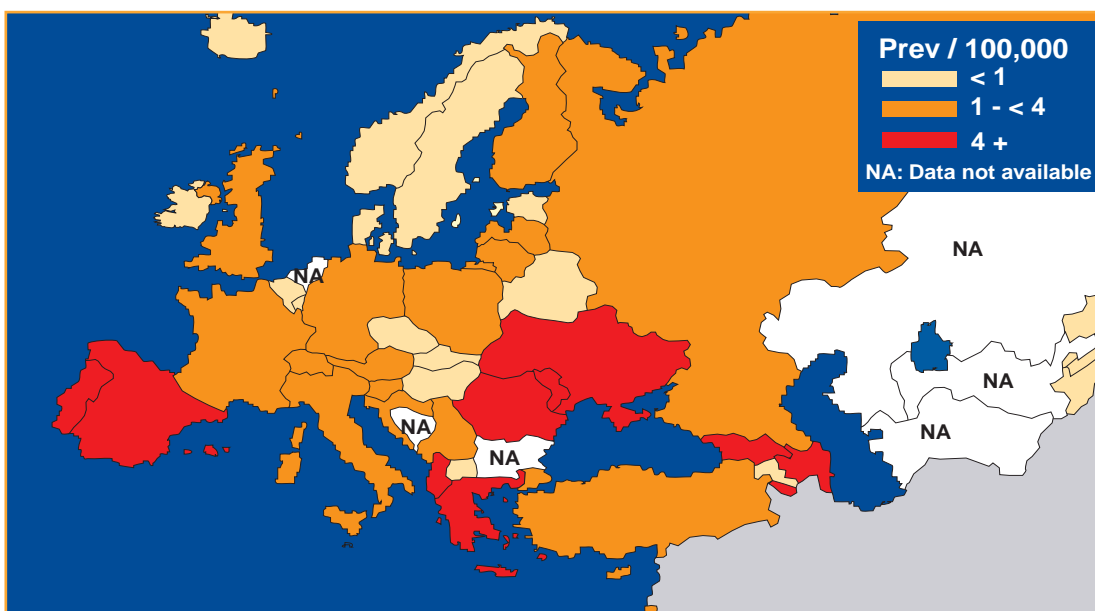 Prev / 100,000
< 1
1 - < 4
4 +
NA: Data not available
NA
NA
NA
NA
NA
NA